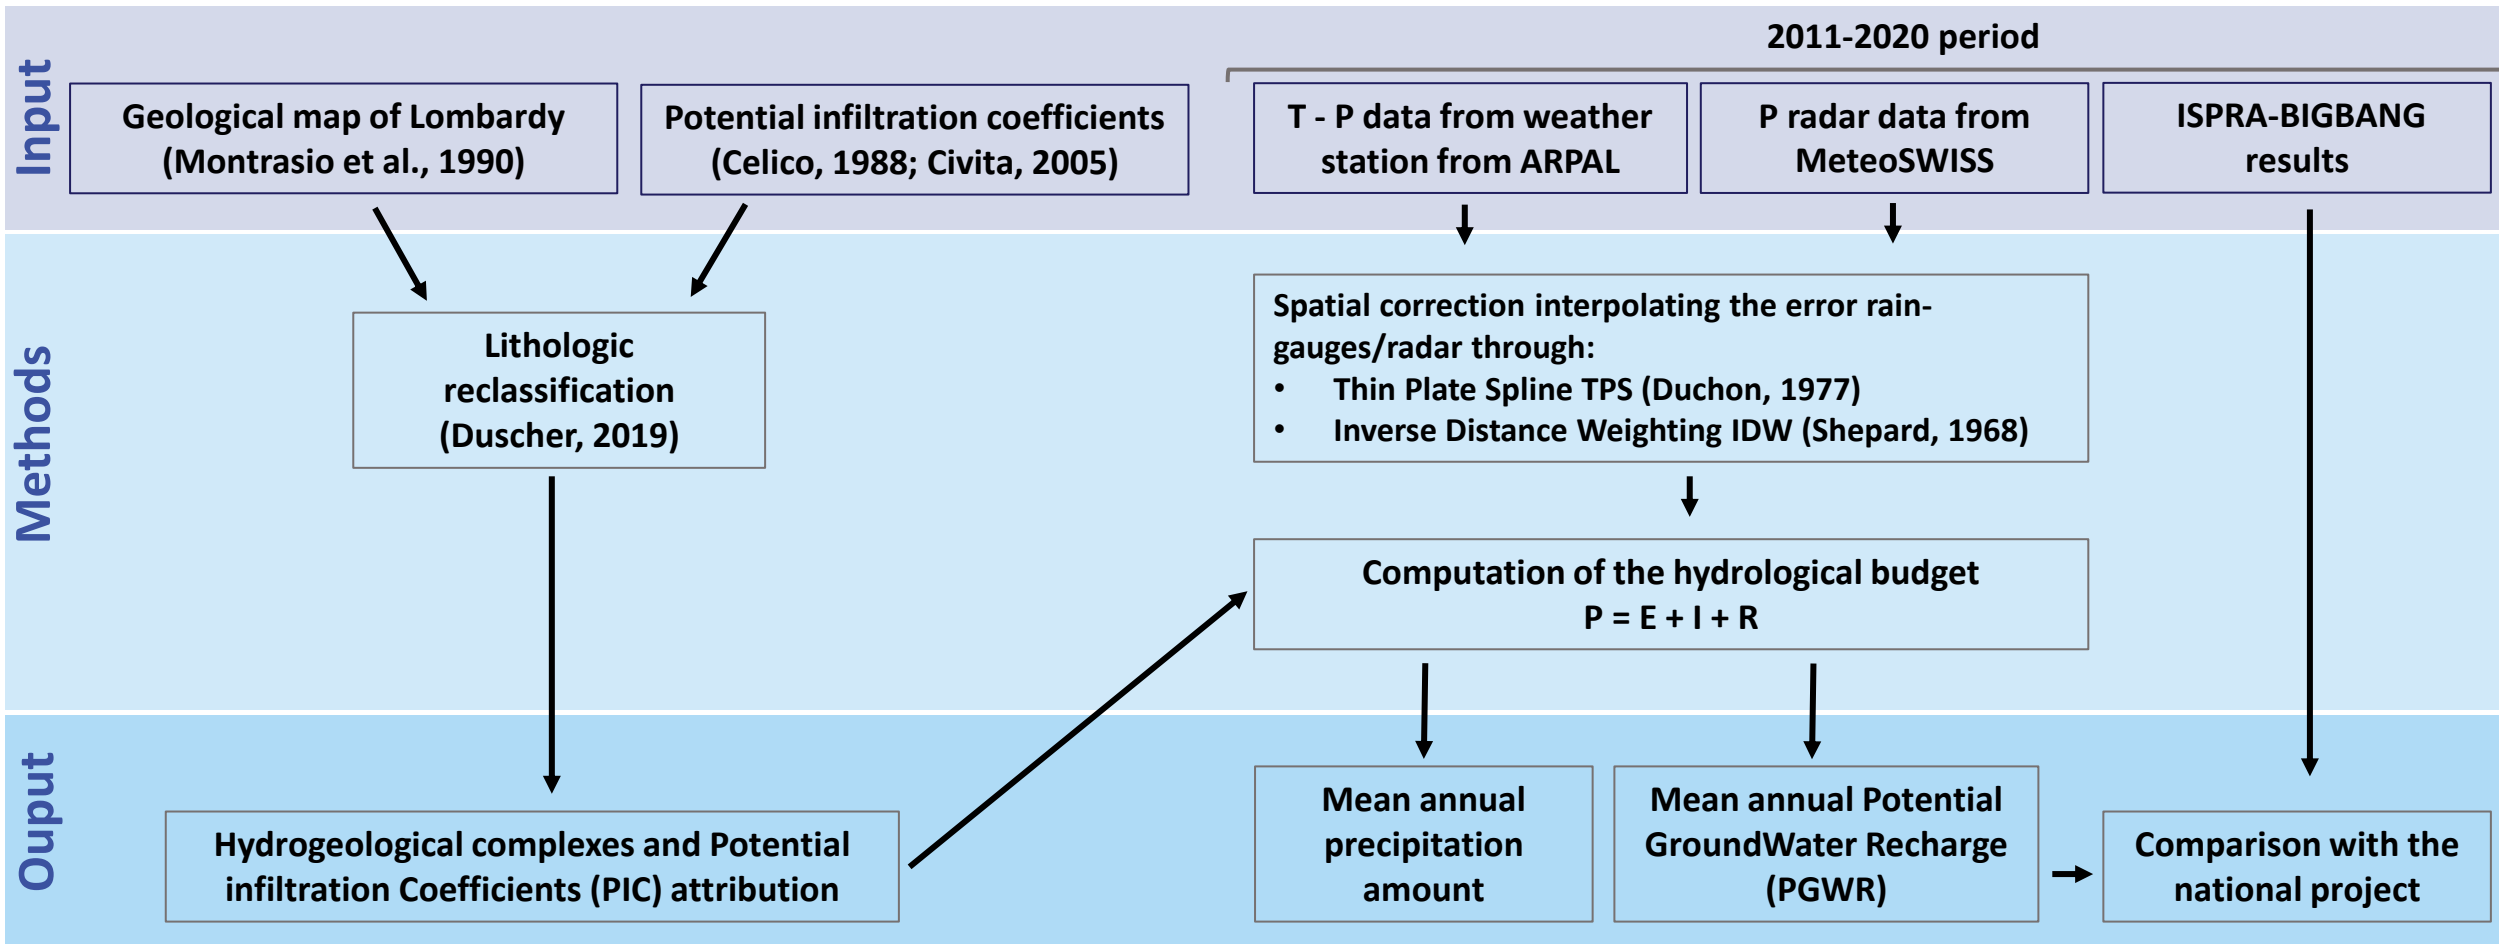 Input
2011-2020 period
Geological map of Lombardy
(Montrasio et al., 1990)
Potential infiltration coefficients
(Celico, 1988; Civita, 2005)
T - P data from weather
station from ARPAL
P radar data from
MeteoSWISS
ISPRA-BIGBANG
results
Methods
Lithologic
reclassification
(Duscher, 2019)
Spatial correction interpolating the error rain-
gauges/radar through:
• Thin Plate Spline TPS (Duchon, 1977)
• Inverse Distance Weighting IDW (Shepard, 1968)
Computation of the hydrological budget
P = E + I + R
Ouput
Hydrogeological complexes and Potential
infiltration Coefficients (PIC) attribution
Mean annual
precipitation
amount
Mean annual Potential
GroundWater Recharge
(PGWR)
Comparison with the
national project